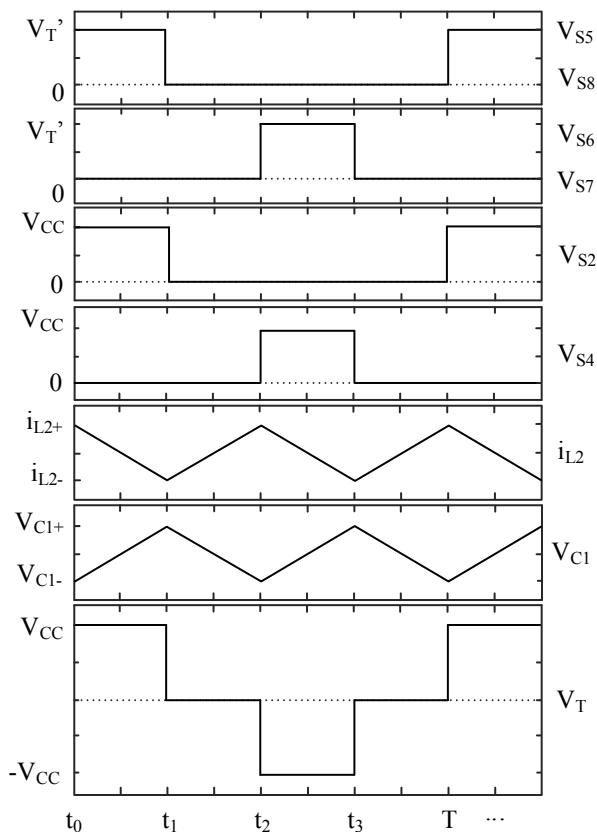 V_T'
0
V_S5
V_S8
V_T'
0
V_S6
V_S7
V_CC
0
V_S2
V_CC
0
V_S4
i_L2+
i_L2-
i_L2
V_C1+
V_C1-
V_C1
V_CC
-V_CC
V_T
t_0 t_1 t_2 t_3 T ...